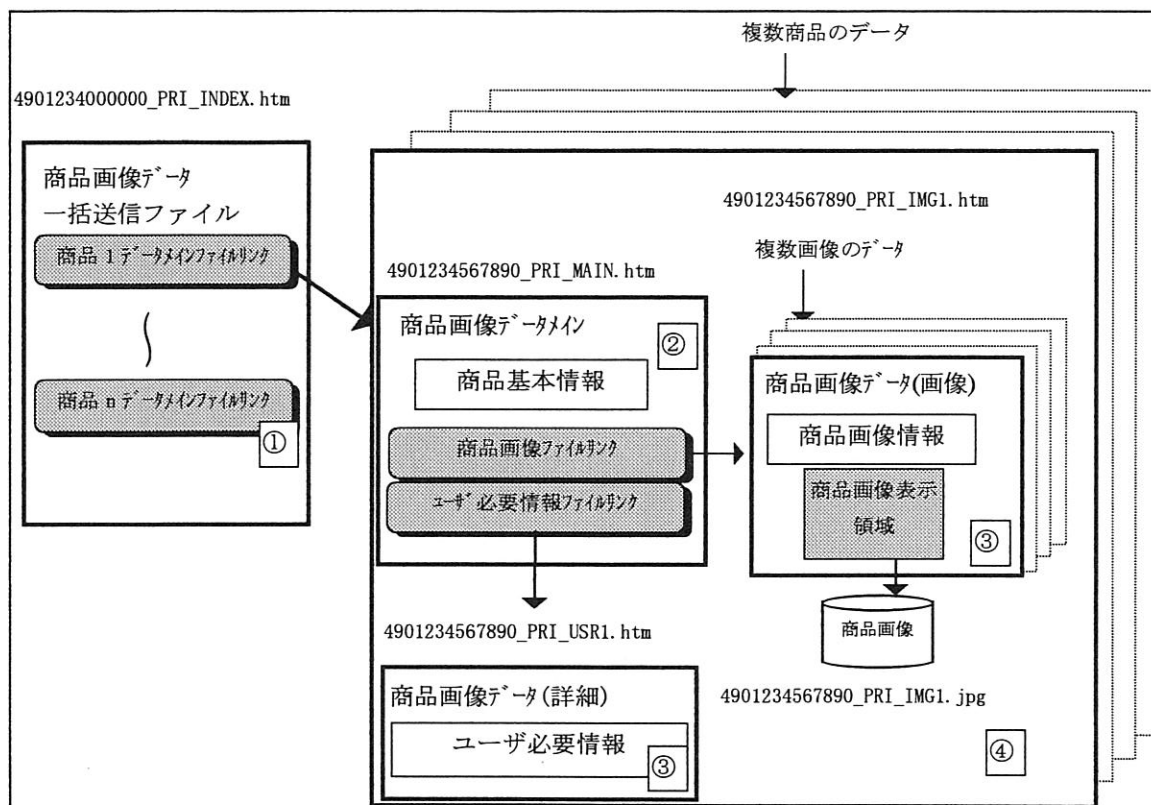 複数商品のデータ
4901234000000_PRI_INDEX.htm
商品画像ﾃﾞｰﾀ
一括送信ファイル
商品1ﾃﾞｰﾀﾒｲﾝﾌｧｲﾙﾘﾝｸ
商品nﾃﾞｰﾀﾒｲﾝﾌｧｲﾙﾘﾝｸ
①
4901234567890_PRI_MAIN.htm
商品画像ﾃﾞｰﾀﾒｲﾝ
②
商品基本情報
商品画像ﾌｧｲﾙﾘﾝｸ
ﾕｰｻﾞ必要情報ﾌｧｲﾙﾘﾝｸ
4901234567890_PRI_IMG1.htm
複数画像のﾃﾞｰﾀ
商品画像ﾃﾞｰﾀ(画像)
商品画像情報
商品画像表示
領域
③
商品画像
4901234567890_PRI_IMG1.jpg
4901234567890_PRI_USR1.htm
商品画像ﾃﾞｰﾀ(詳細)
ユーザ必要情報
③
④